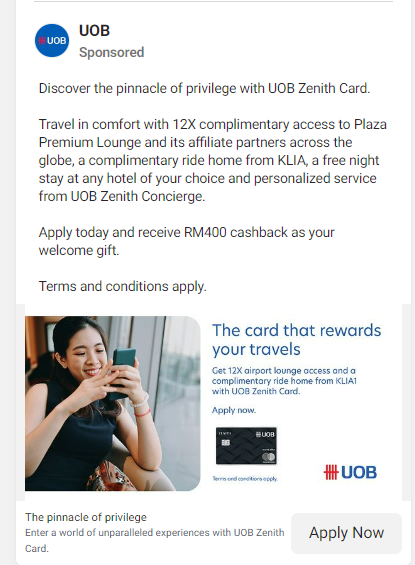 UOB
UOB
Sponsored
Discover the pinnacle of privilege with UOB Zenith Card.
Travel in comfort with 12X complimentary access to Plaza
Premium Lounge and its affiliate partners across the
globe, a complimentary ride home from KLIA, a free night
stay at any hotel of your choice and personalized service
from UOB Zenith Concierge.
Apply today and receive RM400 cashback as your
welcome gift.
Terms and conditions apply.
The card that rewards
your travels
Get 12X airport lounge access and a
complimentary ride home from KLIA1
with UOB Zenith Card.
Apply now.
ZENITH
UOB
Terms and conditions apply.
UOB
The pinnacle of privilege
Enter a world of unparalleled experiences with UOB Zenith
Card.
Apply Now